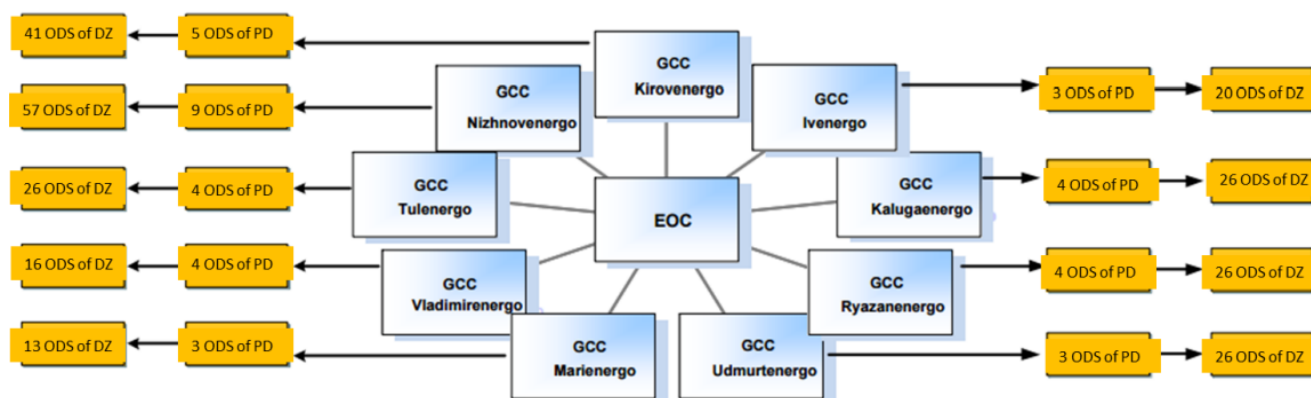 41 ODS of DZ
5 ODS of PD
GCC
Kirovenergo
57 ODS of DZ
9 ODS of PD
GCC
Nizhnovenergo
GCC
Ivenergo
3 ODS of PD
20 ODS of DZ
26 ODS of DZ
4 ODS of PD
GCC
Tulenergo
EOC
GCC
Kalugaenergo
4 ODS of PD
26 ODS of DZ
16 ODS of DZ
4 ODS of PD
GCC
Vladimirenergo
GCC
Ryazanenergo
4 ODS of PD
26 ODS of DZ
13 ODS of DZ
3 ODS of PD
GCC
Marienergo
GCC
Udmurtenergo
3 ODS of PD
26 ODS of DZ